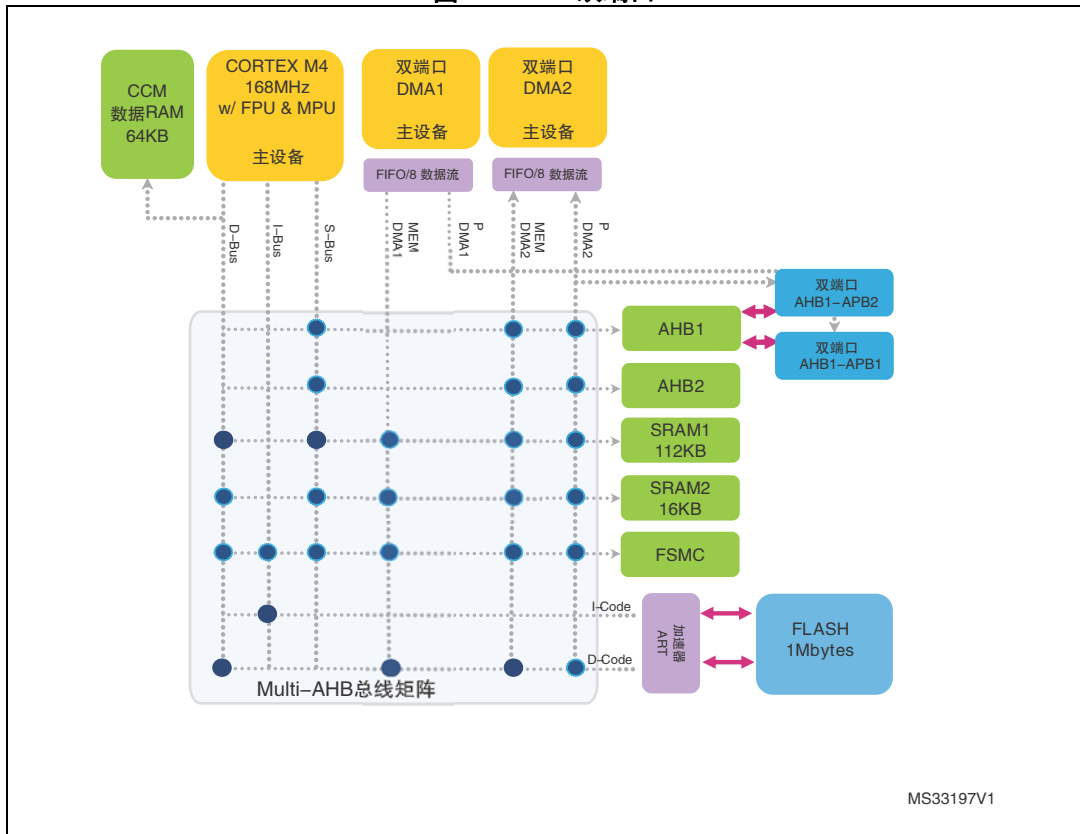 CCM
数据RAM
64KB
CORTEX M4
168MHz
w/ FPU & MPU
主设备
双端口
DMA1
主设备
双端口
DMA2
主设备
FIFO/8 数据流
FIFO/8 数据流
D-Bus
I-Bus
S-Bus
MEM
DMA1
P
DMA1
MEM
DMA2
P
DMA2
双端口
AHB1-APB2
双端口
AHB1-APB1
AHB1
AHB2
SRAM1
112KB
SRAM2
16KB
FSMC
I-Code
D-Code
加速器
ART
FLASH
1Mbytes
Multi-AHB总线矩阵
MS33197V1